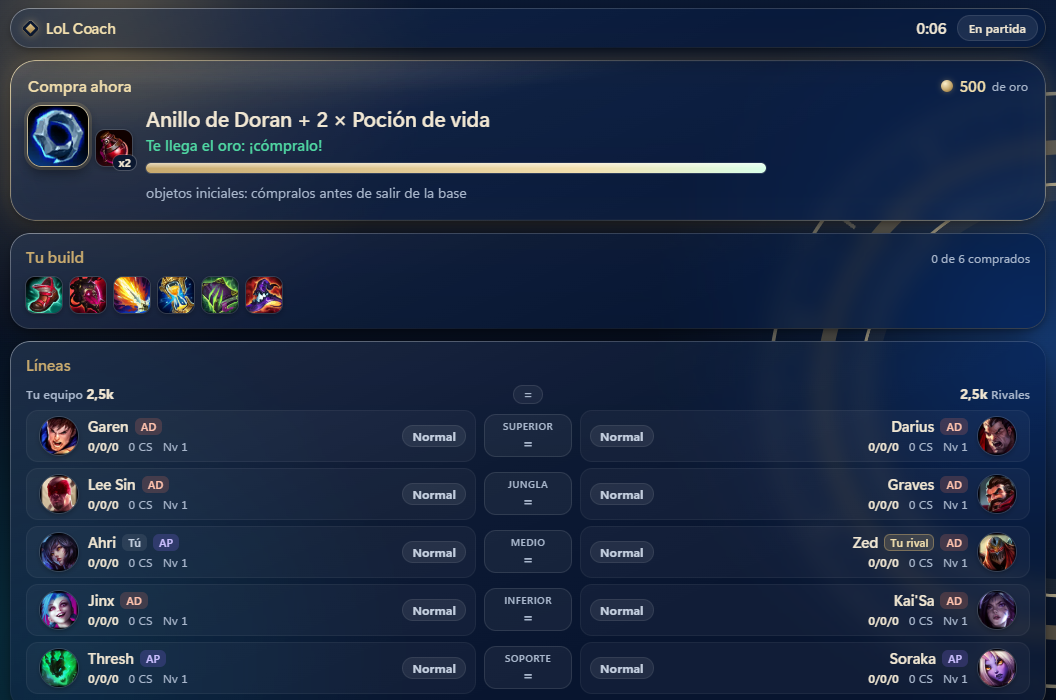 LoL Coach
0:06 En partida
Compra ahora
500 de oro
Anillo de Doran + 2 × Poción de vida
x2
Te llega el oro: ¡cómpralo!
objetos iniciales: cómpralos antes de salir de la base
Tu build
0 de 6 comprados
Líneas
Tu equipo 2,5k = 2,5k Rivales
Garen AD
0/0/0 0 CS Nv 1
Normal
SUPERIOR
=
Normal
Darius AD
0/0/0 0 CS Nv 1
Lee Sin AD
0/0/0 0 CS Nv 1
Normal
JUNGLA
=
Normal
Graves AD
0/0/0 0 CS Nv 1
Ahri Tú AP
0/0/0 0 CS Nv 1
Normal
MEDIO
=
Normal
Zed Tu rival AD
0/0/0 0 CS Nv 1
Jinx AD
0/0/0 0 CS Nv 1
Normal
INFERIOR
=
Normal
Kai'Sa AD
0/0/0 0 CS Nv 1
Thresh AP
0/0/0 0 CS Nv 1
Normal
SOPORTE
=
Normal
Soraka AP
0/0/0 0 CS Nv 1